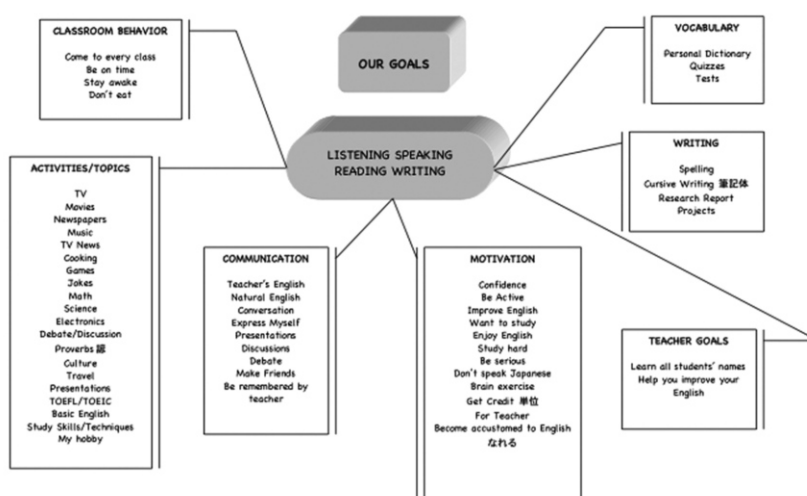 OUR GOALS
LISTENING SPEAKING
READING WRITING
CLASSROOM BEHAVIOR
Come to every class
Be on time
Stay awake
Don't eat
ACTIVITIES/TOPICS
TV
Movies
Newspapers
Music
TV News
Cooking
Games
Jokes
Math
Science
Electronics
Debate/Discussion
Proverbs
Culture
Travel
Presentations
TOEFL/TOEIC
Basic English
Study Skills/Techniques
My hobby
COMMUNICATION
Teacher's English
Natural English
Conversation
Express Myself
Presentations
Discussions
Debate
Make Friends
Be remembered by
teacher
MOTIVATION
Confidence
Be Active
Improve English
Want to study
Enjoy English
Study hard
Be serious
Don't speak Japanese
Brain exercise
Get Credit 単位
For Teacher
Become accustomed to English
なれる
VOCABULARY
Personal Dictionary
Quizzes
Tests
WRITING
Spelling
Cursive Writing 筆記体
Research Report
Projects
TEACHER GOALS
Learn all students' names
Help you improve your
English